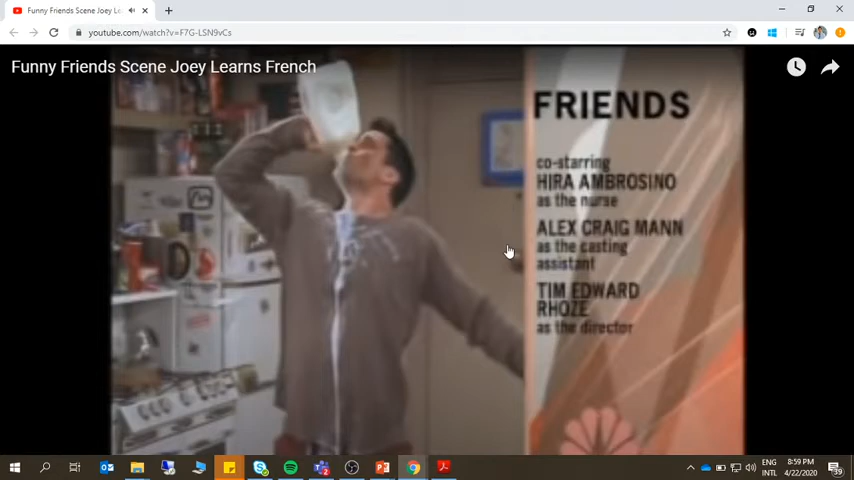 Funny Friends Scene Joey Le
youtube.com/watch?v=F7G-LSN9vCs
Funny Friends Scene Joey Learns French
FRIENDS
co-starring
HIRA AMBROSINO
as the nurse
ALEX CRAIG MANN
as the casting
assistant
TIM EDWARD
RHOZE
as the director
ENG
INTL
8:59 PM
4/22/2020
39